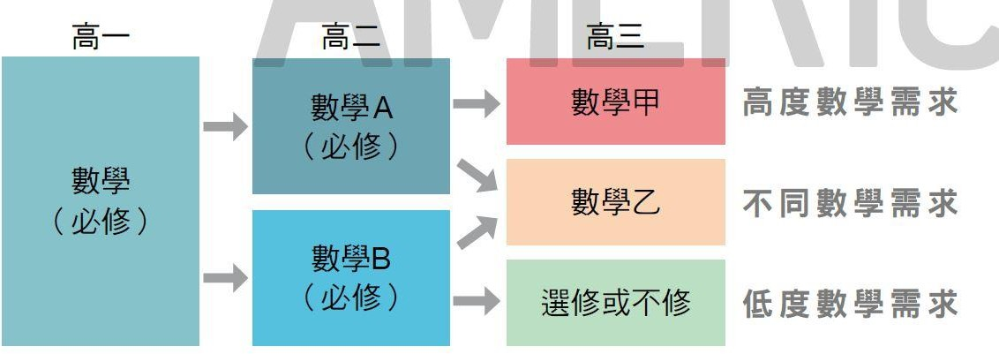 AMERIC
高一
高二
高三
數學
（必修）
數學A
（必修）
數學B
（必修）
數學甲
數學乙
選修或不修
高度數學需求
不同數學需求
低度數學需求